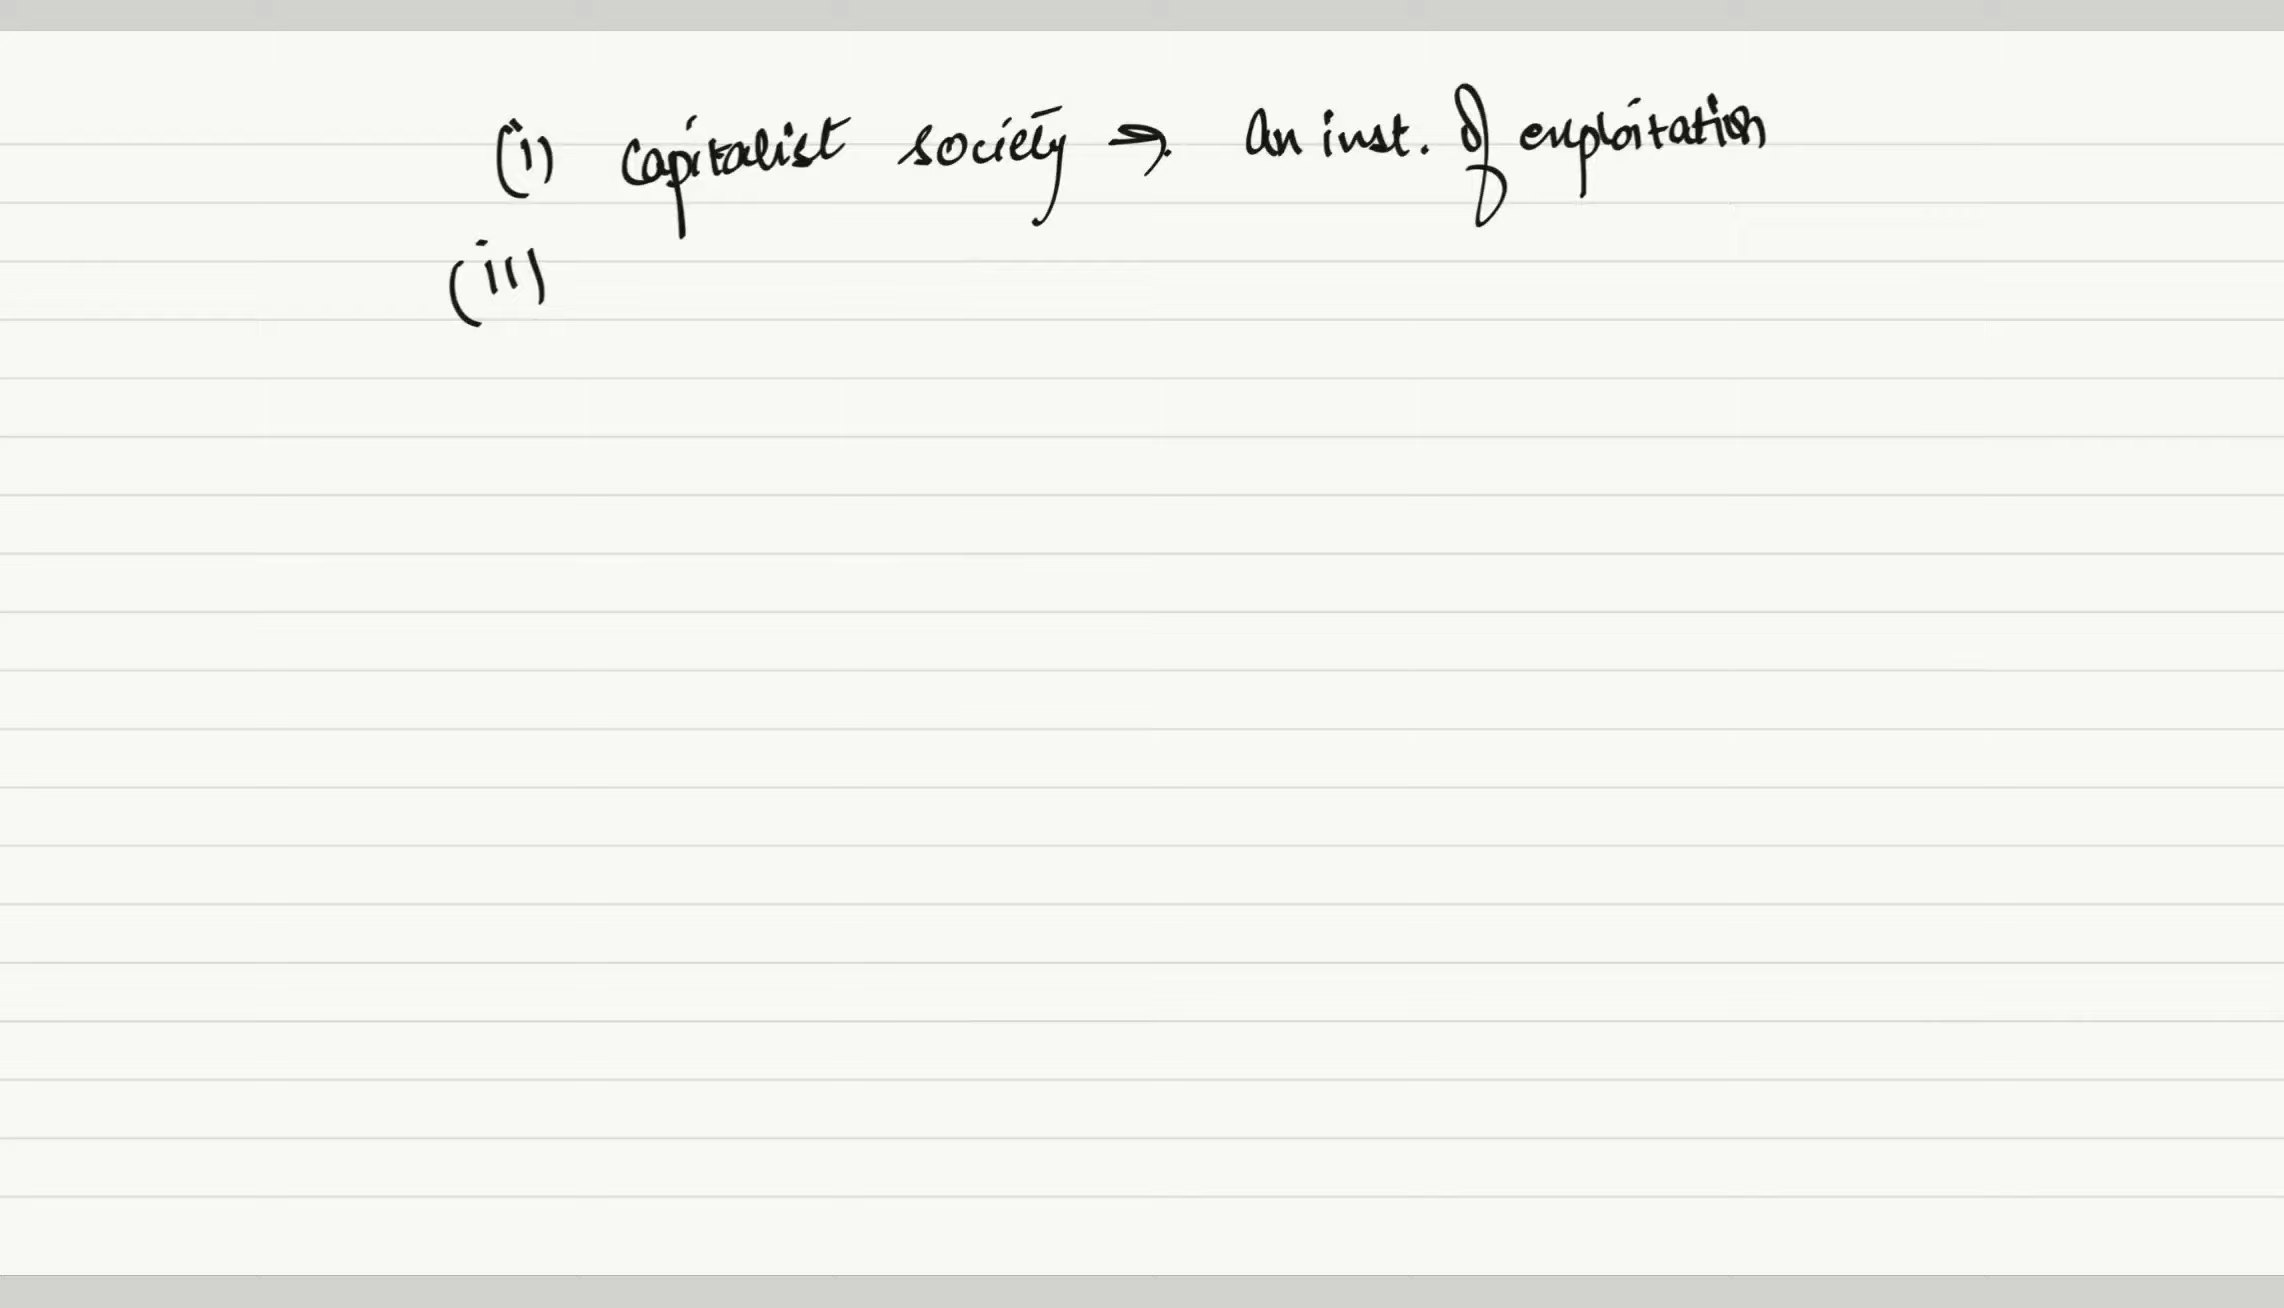 (i) capitalist society → An inst. of exploitation
(ii)